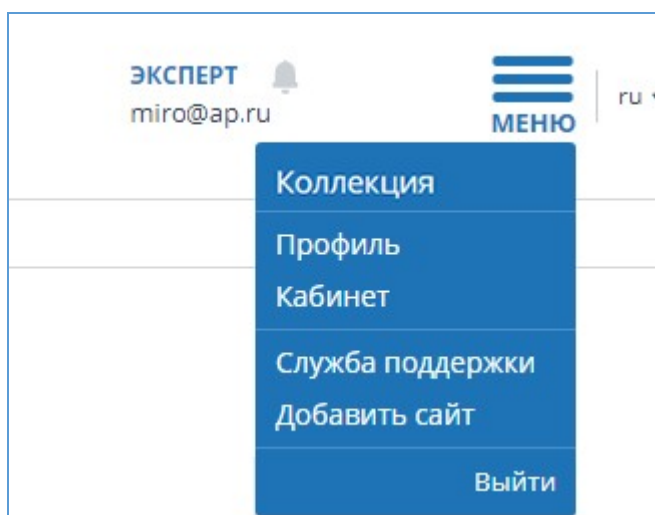 ЭКСПЕРТ
miro@ap.ru
МЕНЮ
ru
Коллекция
Профиль
Кабинет
Служба поддержки
Добавить сайт
Выйти